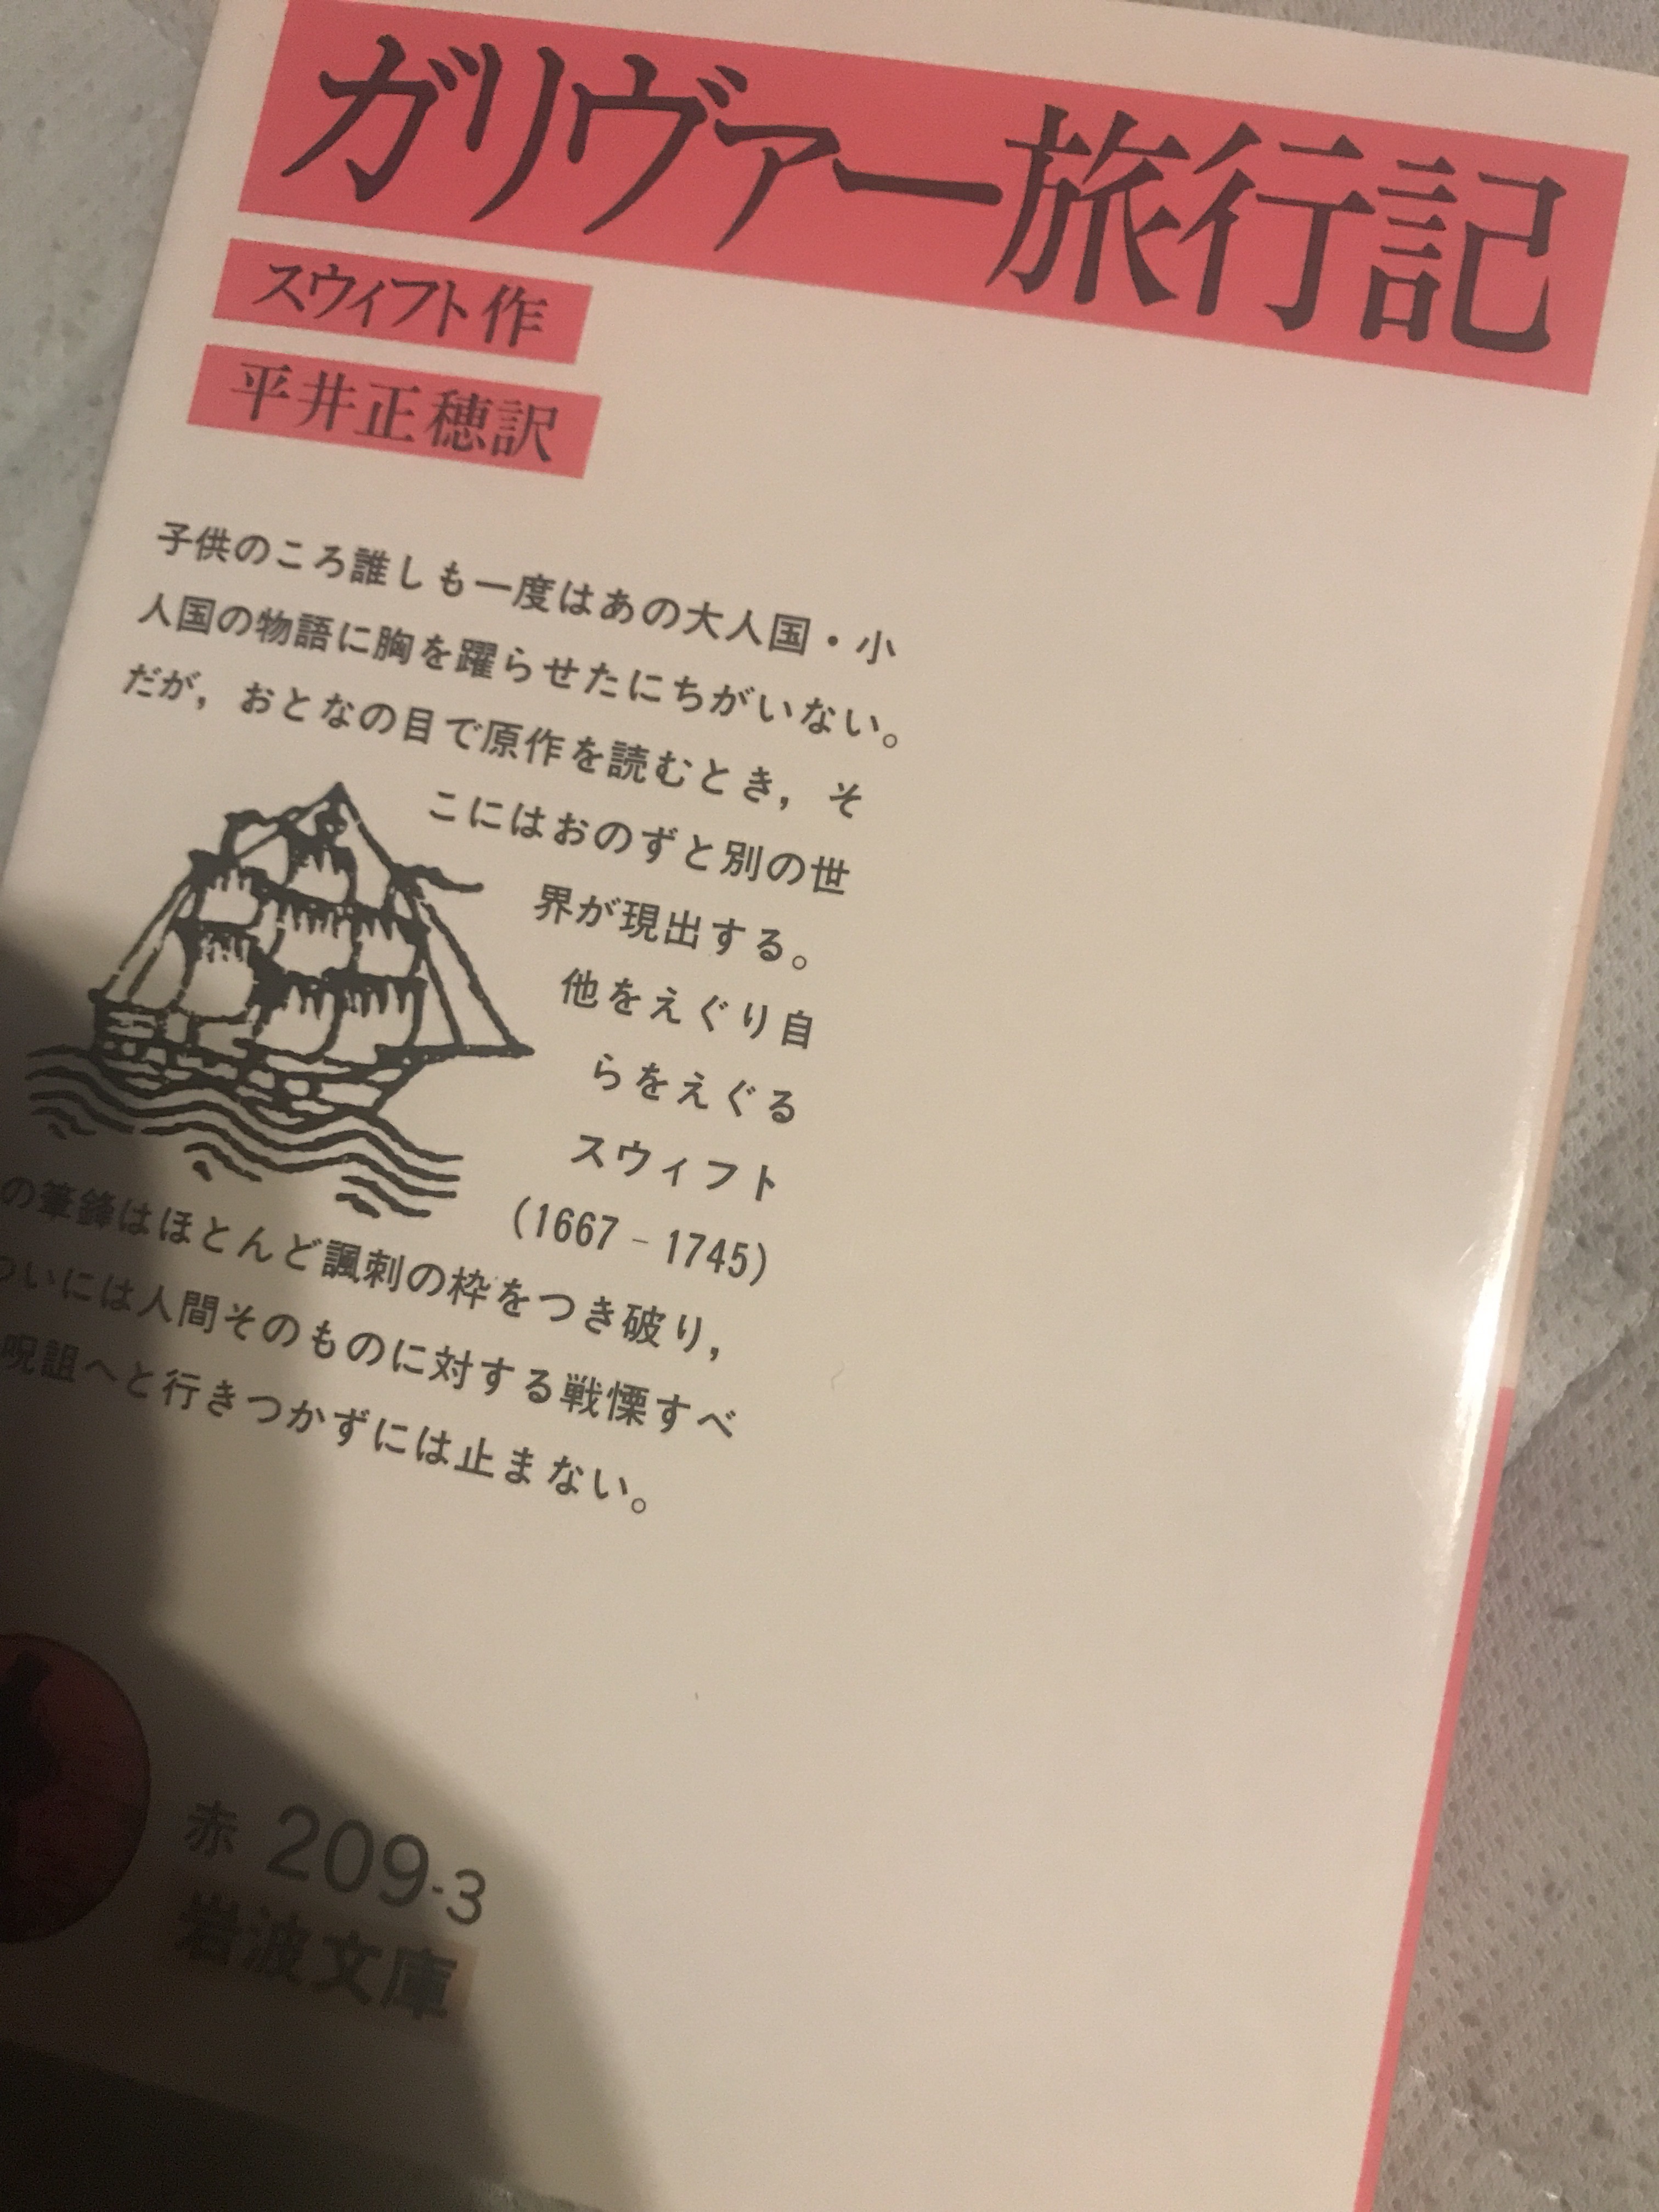 ガリヴァー旅行記
スウィフト作
平井正穂訳
子供のころ誰しも一度はあの大人国・小
人国の物語に胸を躍らせたにちがいない。
だが，おとなの目で原作を読むとき，そ
こにはおのずと別の世
界が現出する。
他をえぐり自
らをえぐる
スウィフト
(1667－1745)
の筆鋒はほとんど諷刺の枠をつき破り，
ついには人間そのものに対する戦慄すべ
呪詛へと行きつかずには止まない。
赤 209-3
岩波文庫